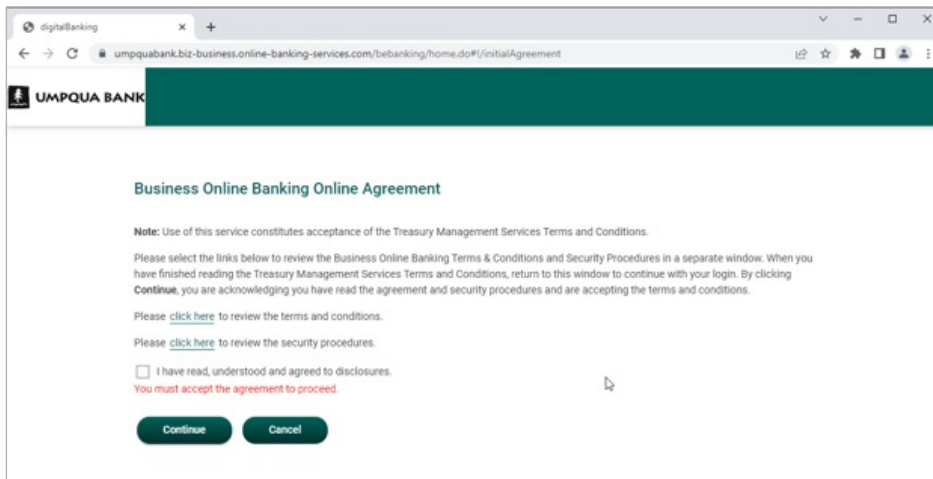 digitalBanking
umpquabank.biz-business.online-banking-services.com/bebanking/home.do#!/initialAgreement
UMPQUA BANK
Business Online Banking Online Agreement
Note: Use of this service constitutes acceptance of the Treasury Management Services Terms and Conditions.
Please select the links below to review the Business Online Banking Terms & Conditions and Security Procedures in a separate window. When you
have finished reading the Treasury Management Services Terms and Conditions, return to this window to continue with your login. By clicking
Continue, you are acknowledging you have read the agreement and security procedures and are accepting the terms and conditions.
Please click here to review the terms and conditions.
Please click here to review the security procedures.
I have read, understood and agreed to disclosures.
You must accept the agreement to proceed.
Continue Cancel